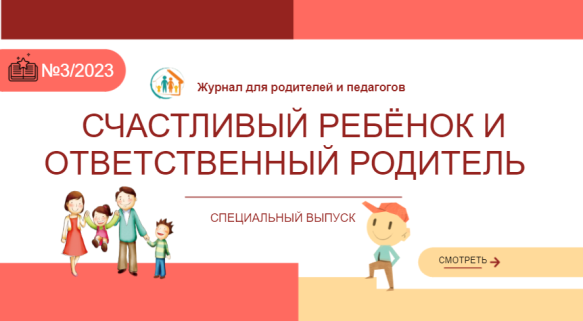 №3/2023
Журнал для родителей и педагогов
СЧАСТЛИВЫЙ РЕБЁНОК И
ОТВЕТСТВЕННЫЙ РОДИТЕЛЬ
СПЕЦИАЛЬНЫЙ ВЫПУСК
СМОТРЕТЬ